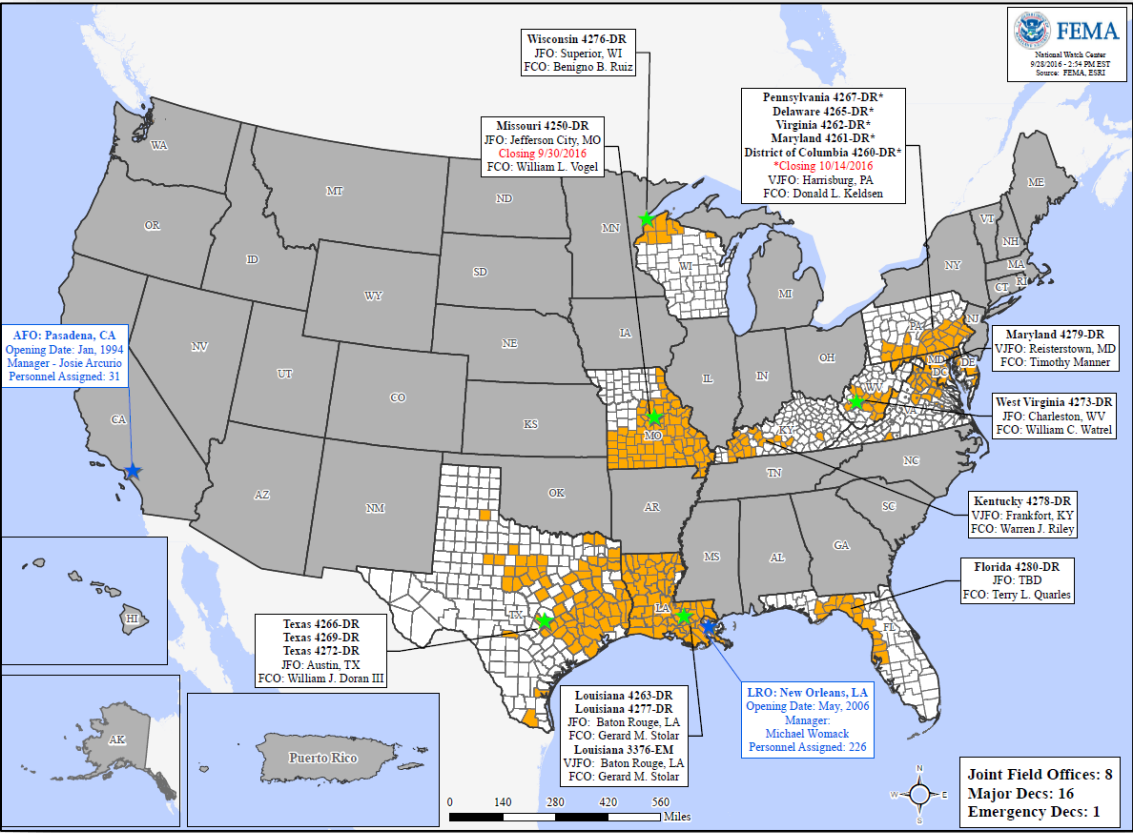 FEMA
National Watch Center
9/28/2016 - 2:54 PM EST
Source: FEMA, ESRI
Wisconsin 4276-DR
JFO: Superior, WI
FCO: Benigno B. Ruiz
Missouri 4250-DR
JFO: Jefferson City, MO
Closing 9/30/2016
FCO: William L. Vogel
Pennsylvania 4267-DR*
Delaware 4265-DR*
Virginia 4262-DR*
Maryland 4261-DR*
District of Columbia 4260-DR*
*Closing 10/14/2016
VJFO: Harrisburg, PA
FCO: Donald L. Keldsen
WA
MT
ND
MN
OR
ID
WY
SD
WI
MI
ME
VT
NH
NY
MA
CT
RI
AFO: Pasadena, CA
Opening Date: Jan, 1994
Manager - Josie Arcurio
Personnel Assigned: 31
NV
UT
CO
NE
IA
IL
IN
OH
PA
NJ
MD
DE
DC
WV
Maryland 4279-DR
VJFO: Reisterstown, MD
FCO: Timothy Manner
CA
KS
MO
KY
West Virginia 4273-DR
JFO: Charleston, WV
FCO: William C. Watrel
AZ
NM
OK
AR
TN
NC
SC
MS
AL
GA
Kentucky 4278-DR
VJFO: Frankfort, KY
FCO: Warren J. Riley
Florida 4280-DR
JFO: TBD
FCO: Terry L. Quarles
HI
TX
LA
FL
Texas 4266-DR
Texas 4269-DR
Texas 4272-DR
JFO: Austin, TX
FCO: William J. Doran III
Louisiana 4263-DR
Louisiana 4277-DR
JFO: Baton Rouge, LA
FCO: Gerard M. Stolar
Louisiana 3376-EM
VJFO: Baton Rouge, LA
FCO: Gerard M. Stolar
LRO: New Orleans, LA
Opening Date: May, 2006
Manager:
Michael Womack
Personnel Assigned: 226
AK
Puerto Rico
0 140 280 420 560
Miles
N
W E
S
Joint Field Offices: 8
Major Decs: 16
Emergency Decs: 1